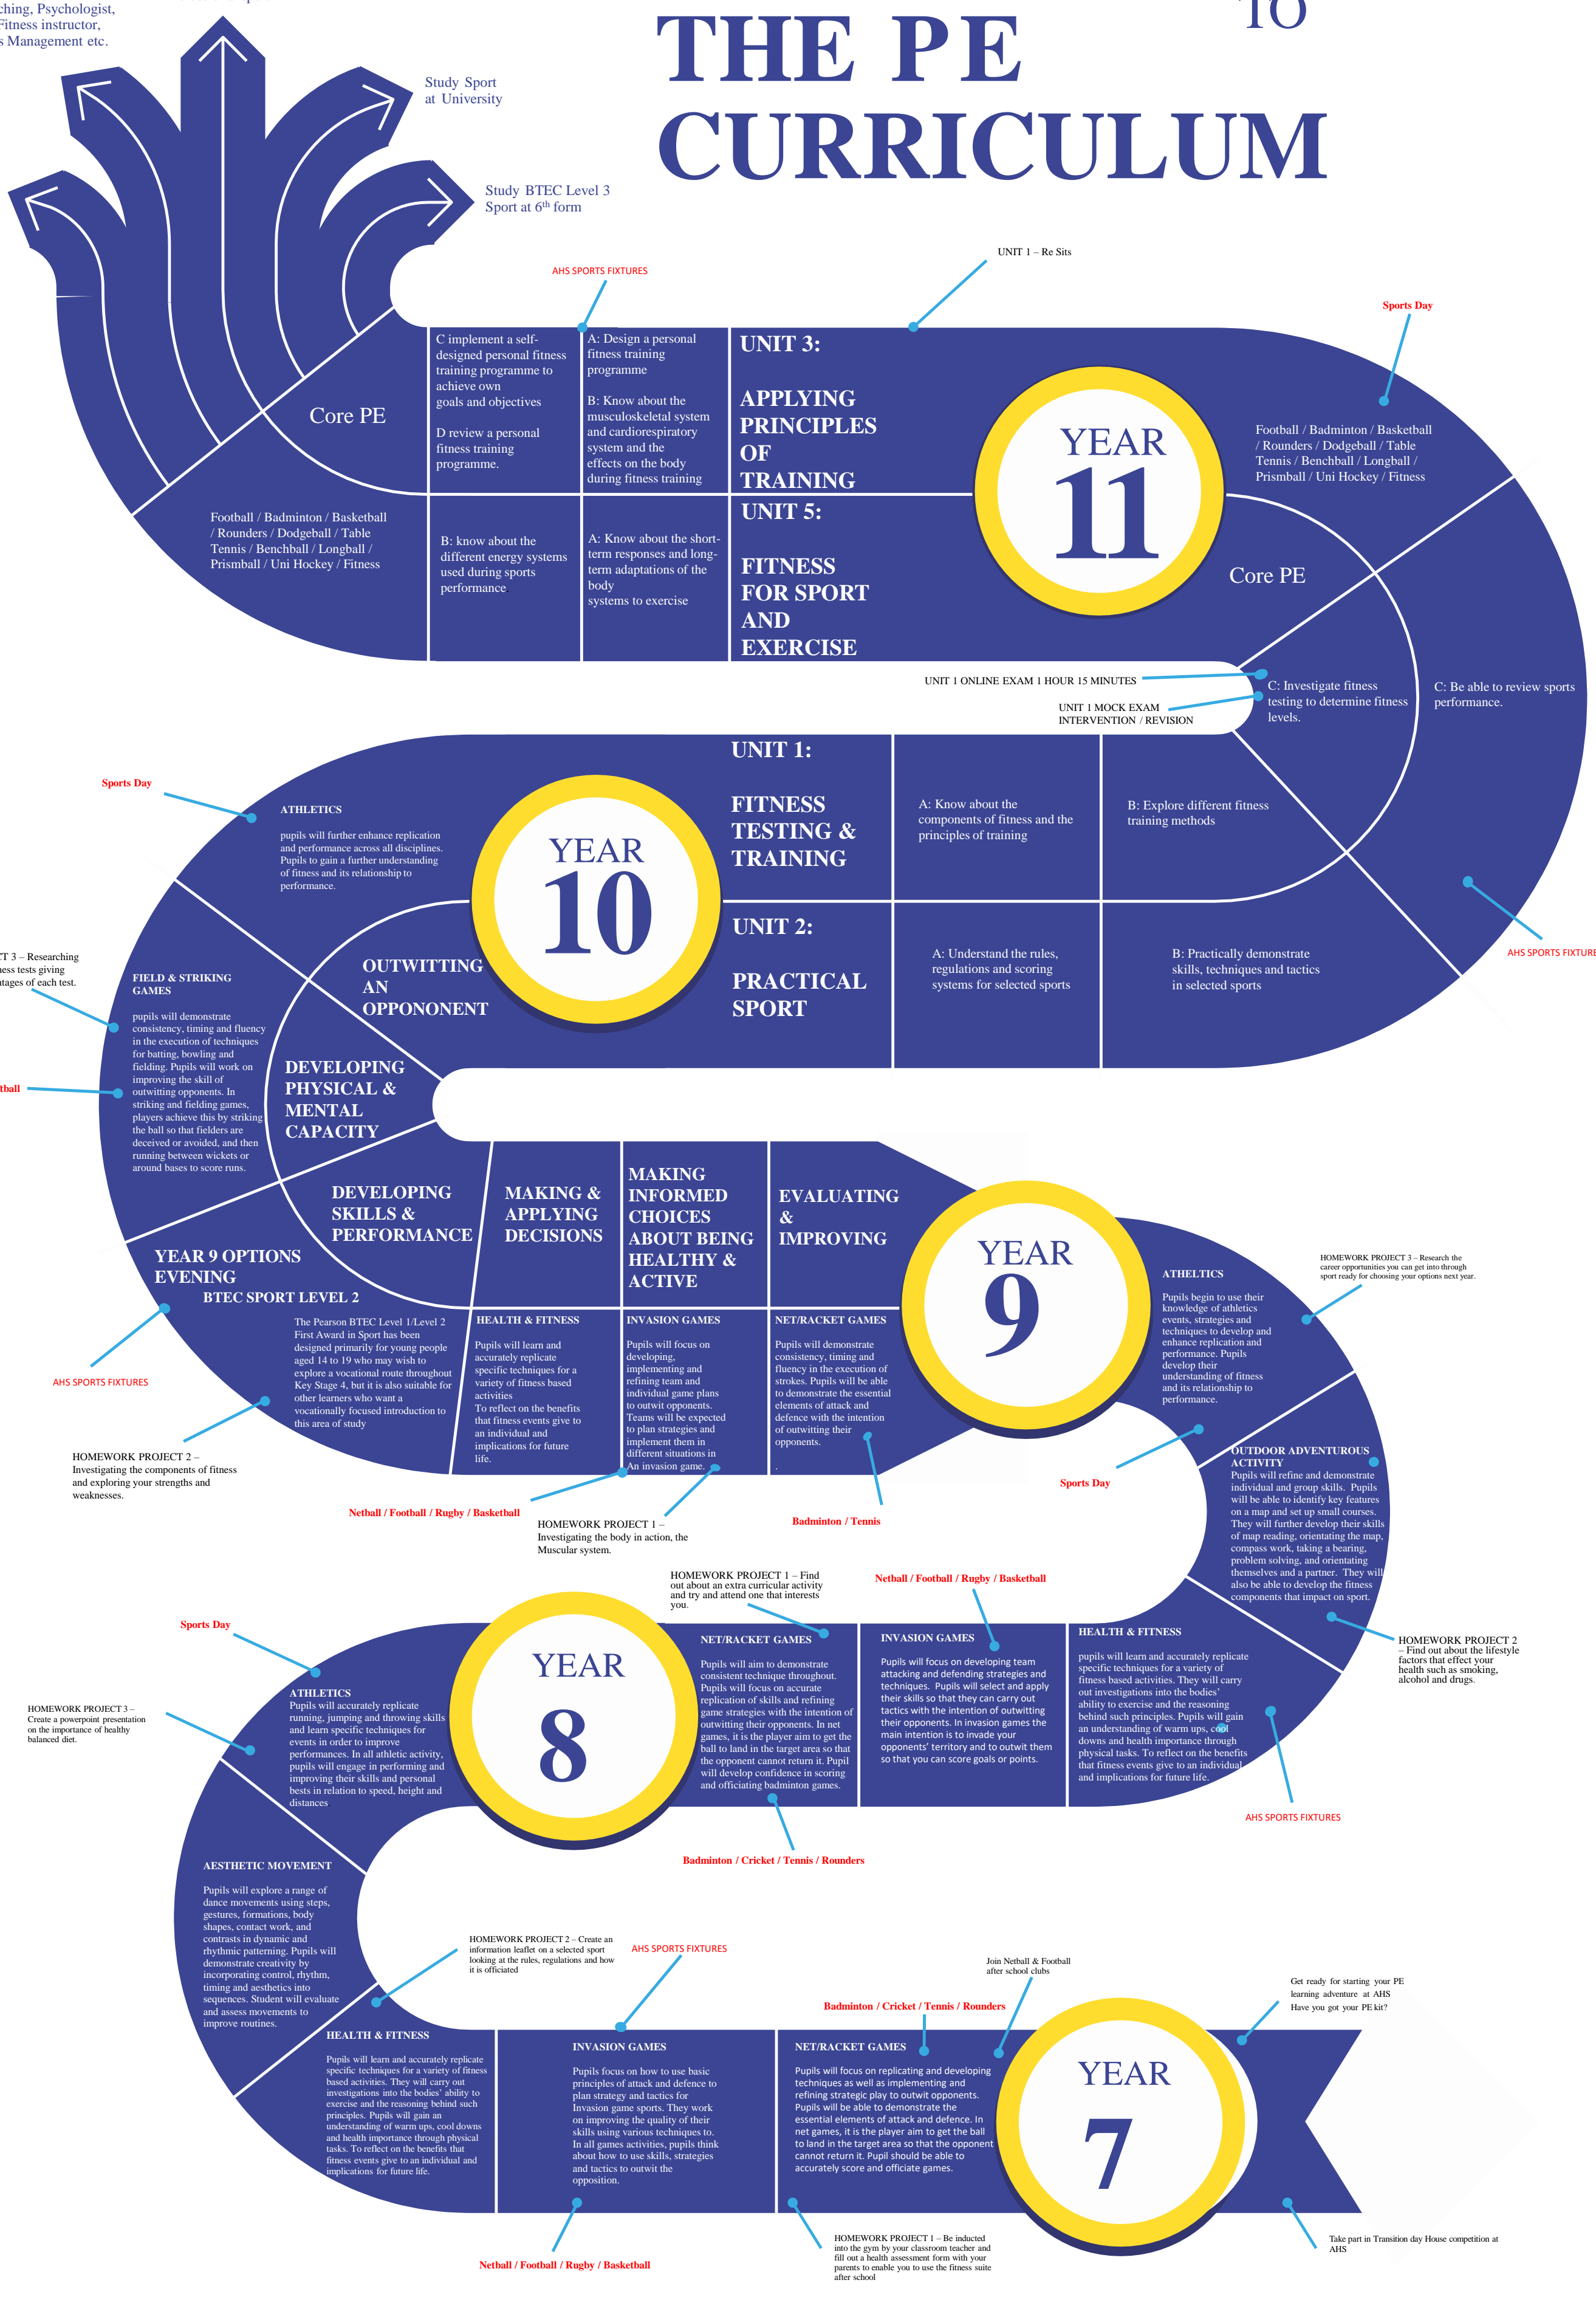 ching, Psychologist,
Fitness instructor,
s Management etc.
TO
THE PE
CURRICULUM
Study Sport
at University
Study BTEC Level 3
Sport at 6th form
UNIT 1 – Re Sits
AHS SPORTS FIXTURES
Sports Day
Core PE
C implement a self-
designed personal fitness
training programme to
achieve own
goals and objectives
D review a personal
fitness training
programme.
A: Design a personal
fitness training
programme
B: Know about the
musculoskeletal system
and cardiorespiratory
system and the
effects on the body
during fitness training
UNIT 3:
APPLYING
PRINCIPLES
OF
TRAINING
YEAR
11
Football / Badminton / Basketball
/ Rounders / Dodgeball / Table
Tennis / Benchball / Longball /
Prismball / Uni Hockey / Fitness
Football / Badminton / Basketball
/ Rounders / Dodgeball / Table
Tennis / Benchball / Longball /
Prismball / Uni Hockey / Fitness
B: know about the
different energy systems
used during sports
performance.
A: Know about the short-
term responses and long-
term adaptations of the
body
systems to exercise
UNIT 5:
FITNESS
FOR SPORT
AND
EXERCISE
Core PE
UNIT 1 ONLINE EXAM 1 HOUR 15 MINUTES
UNIT 1 MOCK EXAM
INTERVENTION / REVISION
C: Investigate fitness
testing to determine fitness
levels.
C: Be able to review sports
performance.
Sports Day
ATHLETICS
pupils will further enhance replication
and performance across all disciplines.
Pupils to gain a further understanding
of fitness and its relationship to
performance.
YEAR
10
UNIT 1:
FITNESS
TESTING &
TRAINING
A: Know about the
components of fitness and the
principles of training
B: Explore different fitness
training methods
UNIT 2:
PRACTICAL
SPORT
A: Understand the rules,
regulations and scoring
systems for selected sports
B: Practically demonstrate
skills, techniques and tactics
in selected sports
AHS SPORTS FIXTURE
CT 3 – Researching
ness tests giving
ntages of each test.
tball
FIELD & STRIKING
GAMES
pupils will demonstrate
consistency, timing and fluency
in the execution of techniques
for batting, bowling and
fielding. Pupils will work on
improving the skill of
outwitting opponents. In
striking and fielding games,
players achieve this by striking
the ball so that fielders are
deceived or avoided, and then
running between wickets or
around bases to score runs.
OUTWITTING
AN
OPPONONENT
DEVELOPING
PHYSICAL &
MENTAL
CAPACITY
DEVELOPING
SKILLS &
PERFORMANCE
MAKING &
APPLYING
DECISIONS
MAKING
INFORMED
CHOICES
ABOUT BEING
HEALTHY &
ACTIVE
EVALUATING
&
IMPROVING
YEAR
9
YEAR 9 OPTIONS
EVENING
BTEC SPORT LEVEL 2
The Pearson BTEC Level 1/Level 2
First Award in Sport has been
designed primarily for young people
aged 14 to 19 who may wish to
explore a vocational route throughout
Key Stage 4, but it is also suitable for
other learners who want a
vocationally focused introduction to
this area of study
AHS SPORTS FIXTURES
HOMEWORK PROJECT 2 –
Investigating the components of fitness
and exploring your strengths and
weaknesses.
HEALTH & FITNESS
Pupils will learn and
accurately replicate
specific techniques for a
variety of fitness based
activities
To reflect on the benefits
that fitness events give to
an individual and
implications for future
life.
INVASION GAMES
Pupils will focus on
developing,
implementing and
refining team and
individual game plans
to outwit opponents.
Teams will be expected
to plan strategies and
implement them in
different situations in
An invasion game.
NET/RACKET GAMES
Pupils will demonstrate
consistency, timing and
fluency in the execution of
strokes. Pupils will be able
to demonstrate the essential
elements of attack and
defence with the intention
of outwitting their
opponents.
.
Netball / Football / Rugby / Basketball
HOMEWORK PROJECT 1 –
Investigating the body in action, the
Muscular system.
Badminton / Tennis
ATHELTICS
Pupils begin to use their
knowledge of athletics
events, strategies and
techniques to develop and
enhance replication and
performance. Pupils
develop their
understanding of fitness
and its relationship to
performance.
HOMEWORK PROJECT 3 – Research the
career opportunities you can get into through
sport ready for choosing your options next year.
Sports Day
OUTDOOR ADVENTUROUS
ACTIVITY
Pupils will refine and demonstrate
individual and group skills. Pupils
will be able to identify key features
on a map and set up small courses.
They will further develop their skills
of map reading, orientating the map,
compass work, taking a bearing,
problem solving, and orientating
themselves and a partner. They will
also be able to develop the fitness
components that impact on sport.
HOMEWORK PROJECT 2
– Find out about the lifestyle
factors that effect your
health such as smoking,
alcohol and drugs.
HOMEWORK PROJECT 1 – Find
out about an extra curricular activity
and try and attend one that interests
you.
Netball / Football / Rugby / Basketball
Sports Day
HOMEWORK PROJECT 3 –
Create a powerpoint presentation
on the importance of healthy
balanced diet.
ATHLETICS
Pupils will accurately replicate
running, jumping and throwing skills
and learn specific techniques for
events in order to improve
performances. In all athletic activity,
pupils will engage in performing and
improving their skills and personal
bests in relation to speed, height and
distances
YEAR
8
NET/RACKET GAMES
Pupils will aim to demonstrate
consistent technique throughout.
Pupils will focus on accurate
replication of skills and refining
game strategies with the intention of
outwitting their opponents. In net
games, it is the player aim to get the
ball to land in the target area so that
the opponent cannot return it. Pupil
will develop confidence in scoring
and officiating badminton games.
INVASION GAMES
Pupils will focus on developing team
attacking and defending strategies and
techniques. Pupils will select and apply
their skills so that they can carry out
tactics with the intention of outwitting
their opponents. In invasion games the
main intention is to invade your
opponents' territory and to outwit them
so that you can score goals or points.
HEALTH & FITNESS
pupils will learn and accurately replicate
specific techniques for a variety of
fitness based activities. They will carry
out investigations into the bodies'
ability to exercise and the reasoning
behind such principles. Pupils will gain
an understanding of warm ups, cool
downs and health importance through
physical tasks. To reflect on the benefits
that fitness events give to an individual
and implications for future life.
AHS SPORTS FIXTURES
Badminton / Cricket / Tennis / Rounders
AESTHETIC MOVEMENT
Pupils will explore a range of
dance movements using steps,
gestures, formations, body
shapes, contact work, and
contrasts in dynamic and
rhythmic patterning. Pupils will
demonstrate creativity by
incorporating control, rhythm,
timing and aesthetics into
sequences. Student will evaluate
and assess movements to
improve routines.
HOMEWORK PROJECT 2 – Create an
information leaflet on a selected sport
looking at the rules, regulations and how
it is officiated
AHS SPORTS FIXTURES
Join Netball & Football
after school clubs
Badminton / Cricket / Tennis / Rounders
Get ready for starting your PE
learning adventure at AHS
Have you got your PE kit?
HEALTH & FITNESS
Pupils will learn and accurately replicate
specific techniques for a variety of fitness
based activities. They will carry out
investigations into the bodies' ability to
exercise and the reasoning behind such
principles. Pupils will gain an
understanding of warm ups, cool downs
and health importance through physical
tasks. To reflect on the benefits that
fitness events give to an individual and
implications for future life.
INVASION GAMES
Pupils focus on how to use basic
principles of attack and defence to
plan strategy and tactics for
Invasion game sports. They work
on improving the quality of their
skills using various techniques to.
In all games activities, pupils think
about how to use skills, strategies
and tactics to outwit the
opposition.
NET/RACKET GAMES
Pupils will focus on replicating and developing
techniques as well as implementing and
refining strategic play to outwit opponents.
Pupils will be able to demonstrate the
essential elements of attack and defence. In
net games, it is the player aim to get the ball
to land in the target area so that the opponent
cannot return it. Pupil should be able to
accurately score and officiate games.
YEAR
7
Netball / Football / Rugby / Basketball
HOMEWORK PROJECT 1 – Be inducted
into the gym by your classroom teacher and
fill out a health assessment form with your
parents to enable you to use the fitness suite
after school
Take part in Transition day House competition at
AHS